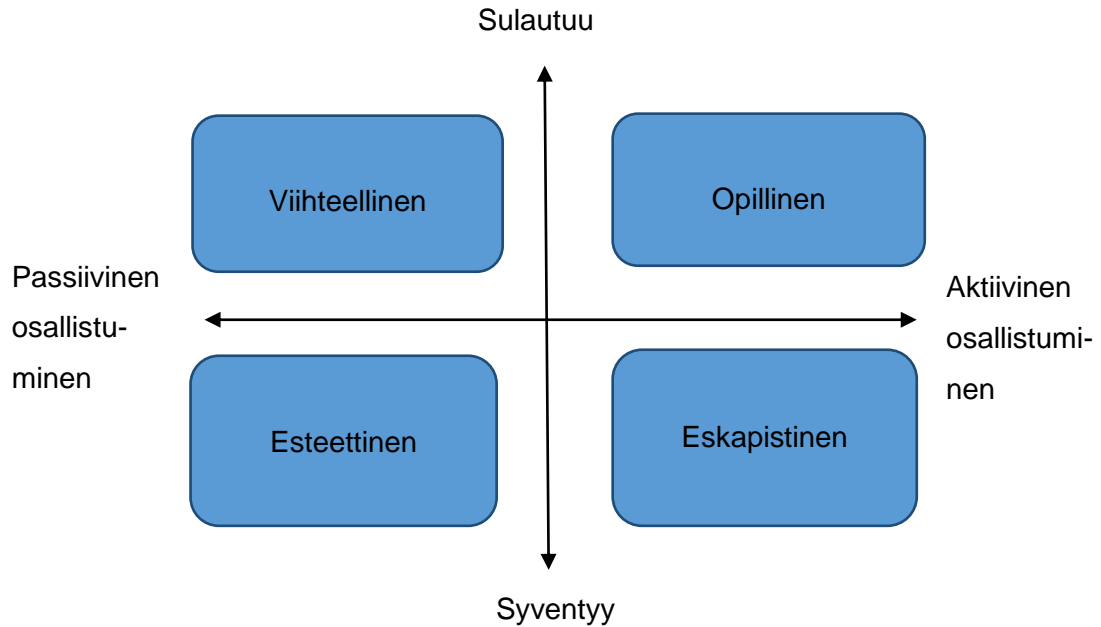 Sulautuu
Viihteellinen
Opillinen
Passiivinen
osallistu-
minen
Aktiivinen
osallistumi-
nen
Esteettinen
Eskapistinen
Syventyy